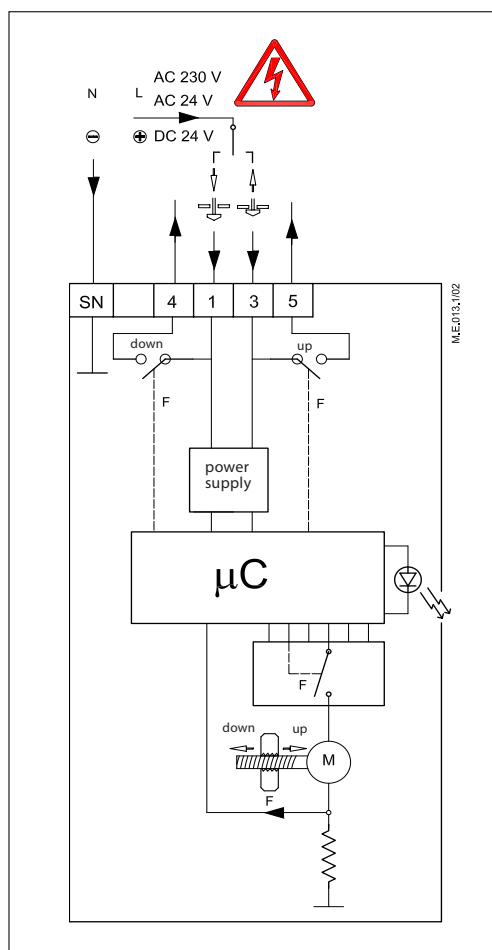 AC 230 V
N L AC 24 V
⊖ ⊕ DC 24 V
SN 4 1 3 5
M.E.013.1/02
down up
F F
power
supply
µC
F
down up
M
F